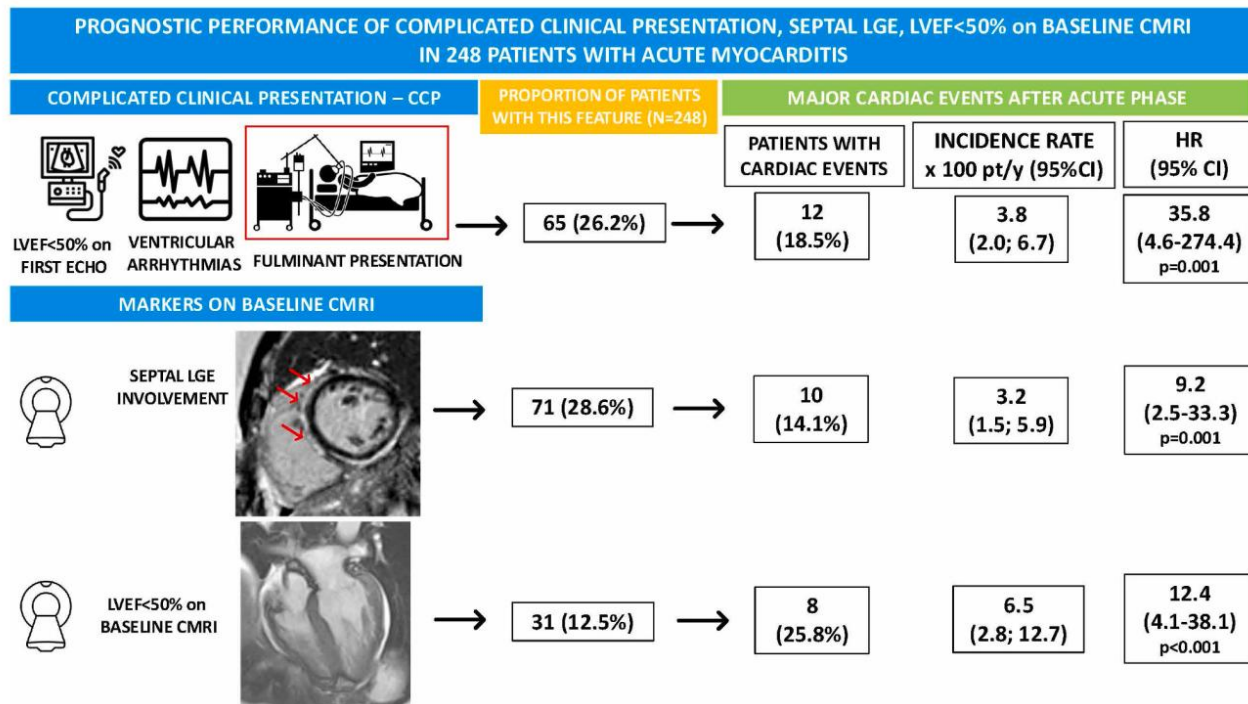 PROGNOSTIC PERFORMANCE OF COMPLICATED CLINICAL PRESENTATION, SEPTAL LGE, LVEF<50% on BASELINE CMRI
IN 248 PATIENTS WITH ACUTE MYOCARDITIS
COMPLICATED CLINICAL PRESENTATION – CCP
PROPORTION OF PATIENTS
WITH THIS FEATURE (N=248)
MAJOR CARDIAC EVENTS AFTER ACUTE PHASE
PATIENTS WITH
CARDIAC EVENTS
INCIDENCE RATE
x 100 pt/y (95%CI)
HR
(95% CI)
LVEF<50% on
FIRST ECHO
VENTRICULAR
ARRHYTHMIAS
FULMINANT PRESENTATION
65 (26.2%)
12
(18.5%)
3.8
(2.0; 6.7)
35.8
(4.6-274.4)
p=0.001
MARKERS ON BASELINE CMRI
SEPTAL LGE
INVOLVEMENT
71 (28.6%)
10
(14.1%)
3.2
(1.5; 5.9)
9.2
(2.5-33.3)
p=0.001
LVEF<50% on
BASELINE CMRI
31 (12.5%)
8
(25.8%)
6.5
(2.8; 12.7)
12.4
(4.1-38.1)
p<0.001